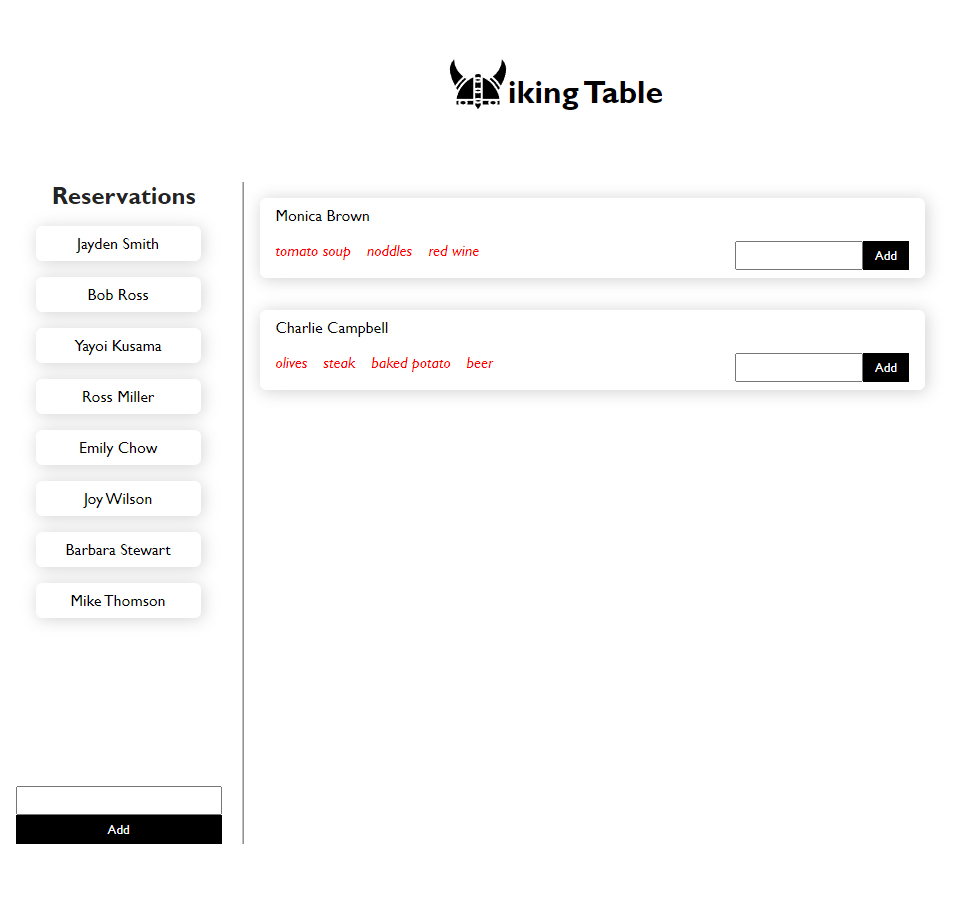 iking Table
Reservations
Jayden Smith
Bob Ross
Yayoi Kusama
Ross Miller
Emily Chow
Joy Wilson
Barbara Stewart
Mike Thomson
Add
Monica Brown
tomato soup noddles red wine
Add
Charlie Campbell
olives steak baked potato beer
Add